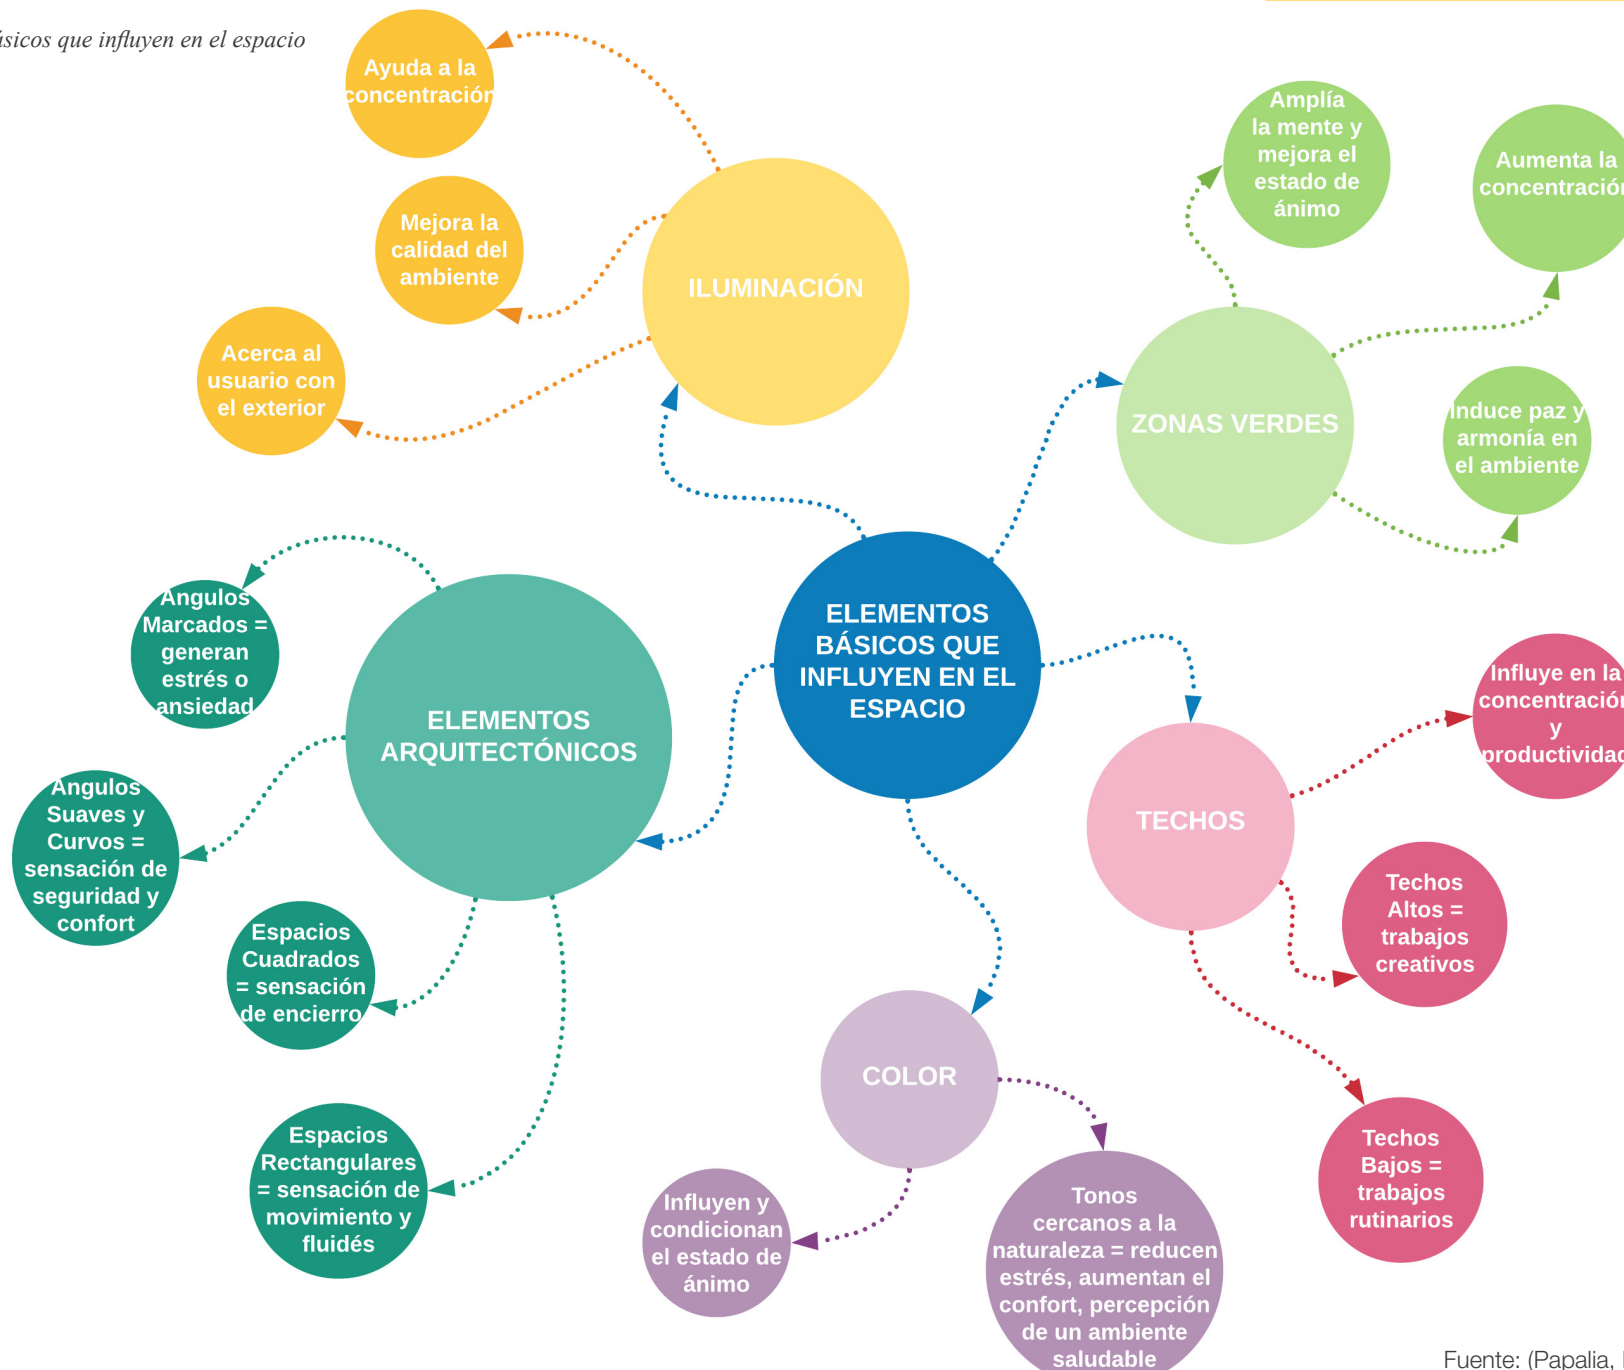 ásicos que influyen en el espacio
Ayuda a la
concentración
Mejora la
calidad del
ambiente
Acerca al
usuario con
el exterior
ILUMINACIÓN
Amplía
la mente y
mejora el
estado de
ánimo
Aumenta la
concentración
Induce paz y
armonía en
el ambiente
ZONAS VERDES
ELEMENTOS
BÁSICOS QUE
INFLUYEN EN EL
ESPACIO
Angulos
Marcados =
generan
estrés o
ansiedad
Angulos
Suaves y
Curvos =
sensación de
seguridad y
confort
Espacios
Cuadrados
= sensación
de encierro
Espacios
Rectangulares
= sensación de
movimiento y
fluidés
ELEMENTOS
ARQUITECTÓNICOS
TECHOS
Influye en la
concentración
y
productividad
Techos
Altos =
trabajos
creativos
Techos
Bajos =
trabajos
rutinarios
COLOR
Influyen y
condicionan
el estado de
ánimo
Tonos
cercanos a la
naturaleza = reducen
estrés, aumentan el
confort, percepción
de un ambiente
saludable
Fuente: (Papalia,